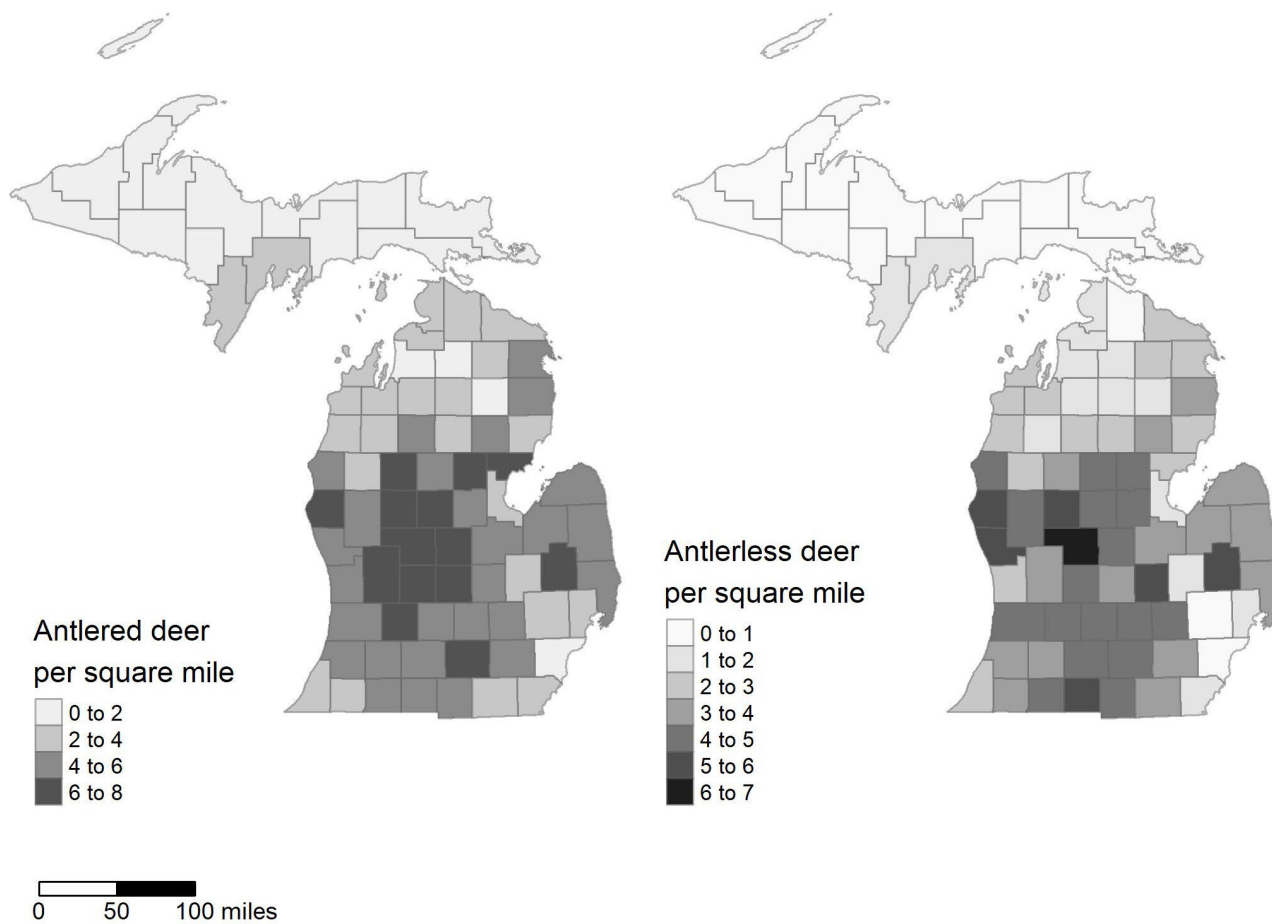 Antlered deer
per square mile
0 to 2
2 to 4
4 to 6
6 to 8
0 50 100 miles
Antlerless deer
per square mile
0 to 1
1 to 2
2 to 3
3 to 4
4 to 5
5 to 6
6 to 7